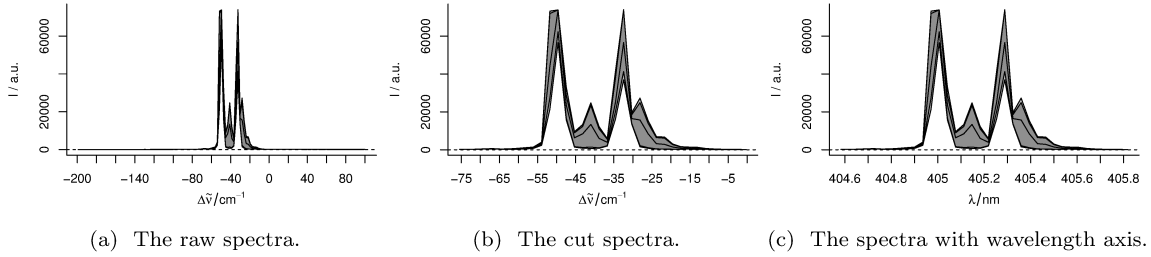 I / a.u.
60000
20000
0
−200 −140 −80 −40 0 40 80
Δν̃/cm⁻¹
(a) The raw spectra.
I / a.u.
60000
20000
0
−75 −65 −55 −45 −35 −25 −15 −5
Δν̃/cm⁻¹
(b) The cut spectra.
I / a.u.
60000
20000
0
404.6 404.8 405 405.2 405.4 405.6 405.8
λ/nm
(c) The spectra with wavelength axis.